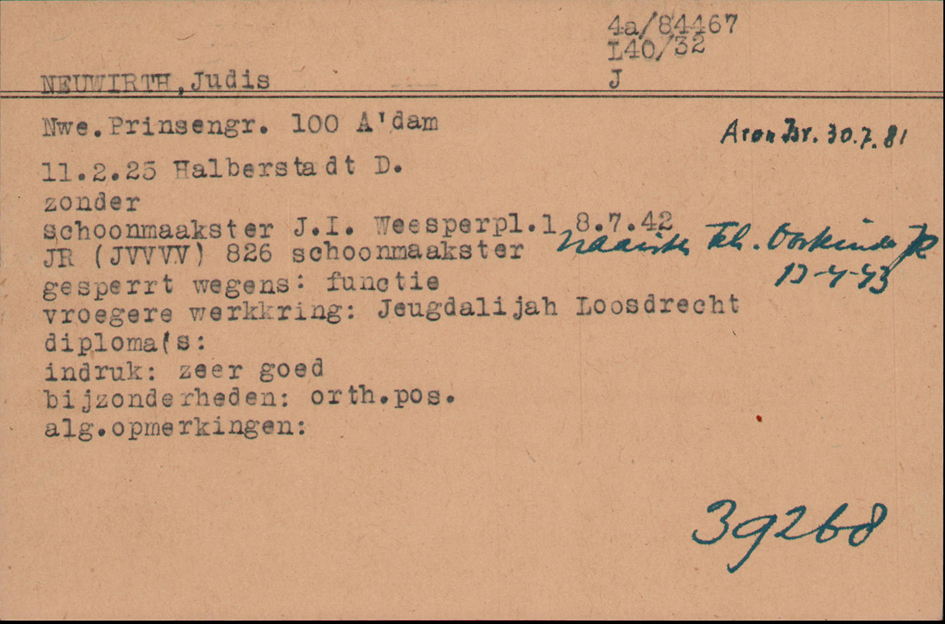 4a/84467
L40/32
NEUWIRTH,Judis J
Nwe.Prinsengr. 100 A'dam
Aron Br. 30.7.81
11.2.25 Halberstadt D.
zonder
schoonmaakster J.I. Weesperpl.1 8.7.42
JR (JVVVV) 826 schoonmaakster naaister
13-4-43
gesperrt wegens: functie
vroegere werkkring: Jeugdalijah Loosdrecht
diploma(s:
indruk: zeer goed
bijzonderheden: orth.pos.
alg.opmerkingen:
39268